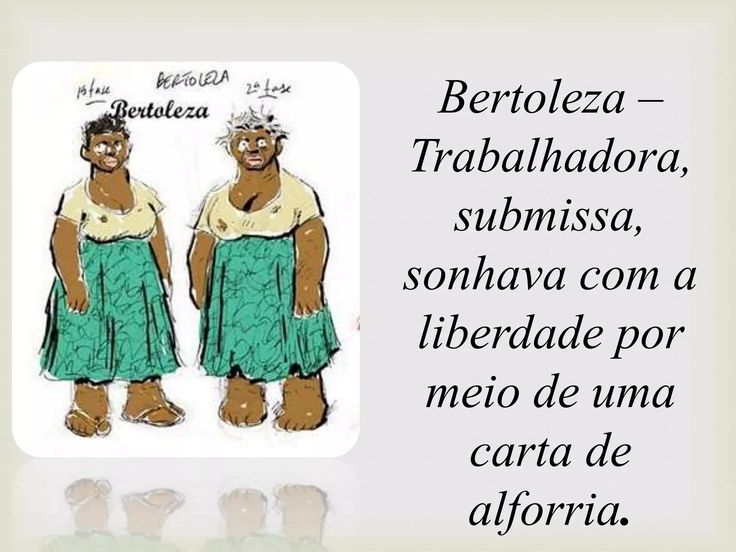 1ª fase
BERTOLEZA
2ª fase
Bertoleza
Bertoleza –
Trabalhadora,
submissa,
sonhava com a
liberdade por
meio de uma
carta de
alforria.